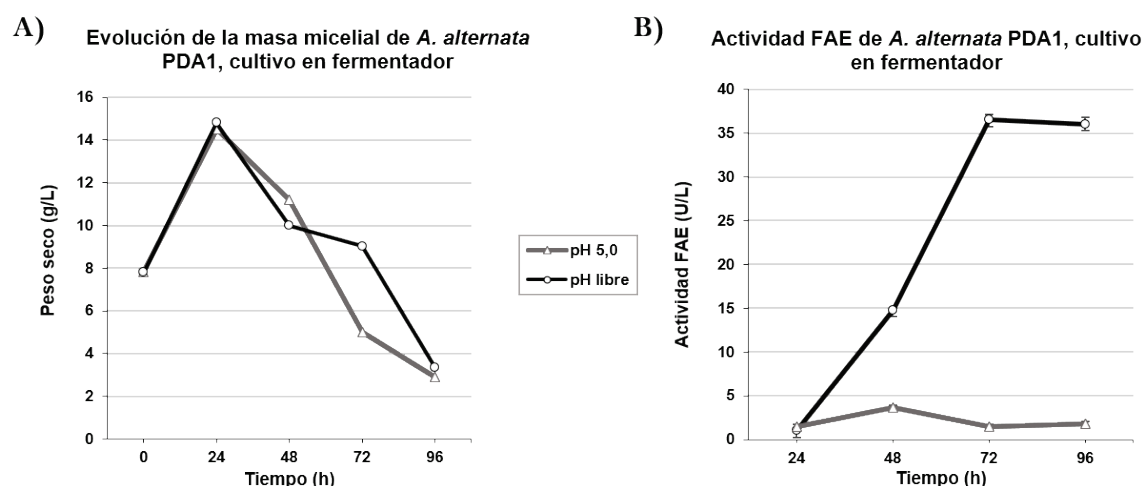 A)
Evolución de la masa micelial de A. alternata
PDA1, cultivo en fermentador
16
14
12
10
8
6
4
2
0
Peso seco (g/L)
0 24 48 72 96
Tiempo (h)
pH 5,0
pH libre
B)
Actividad FAE de A. alternata PDA1, cultivo
en fermentador
40
35
30
25
20
15
10
5
0
Actividad FAE (U/L)
24 48 72 96
Tiempo (h)